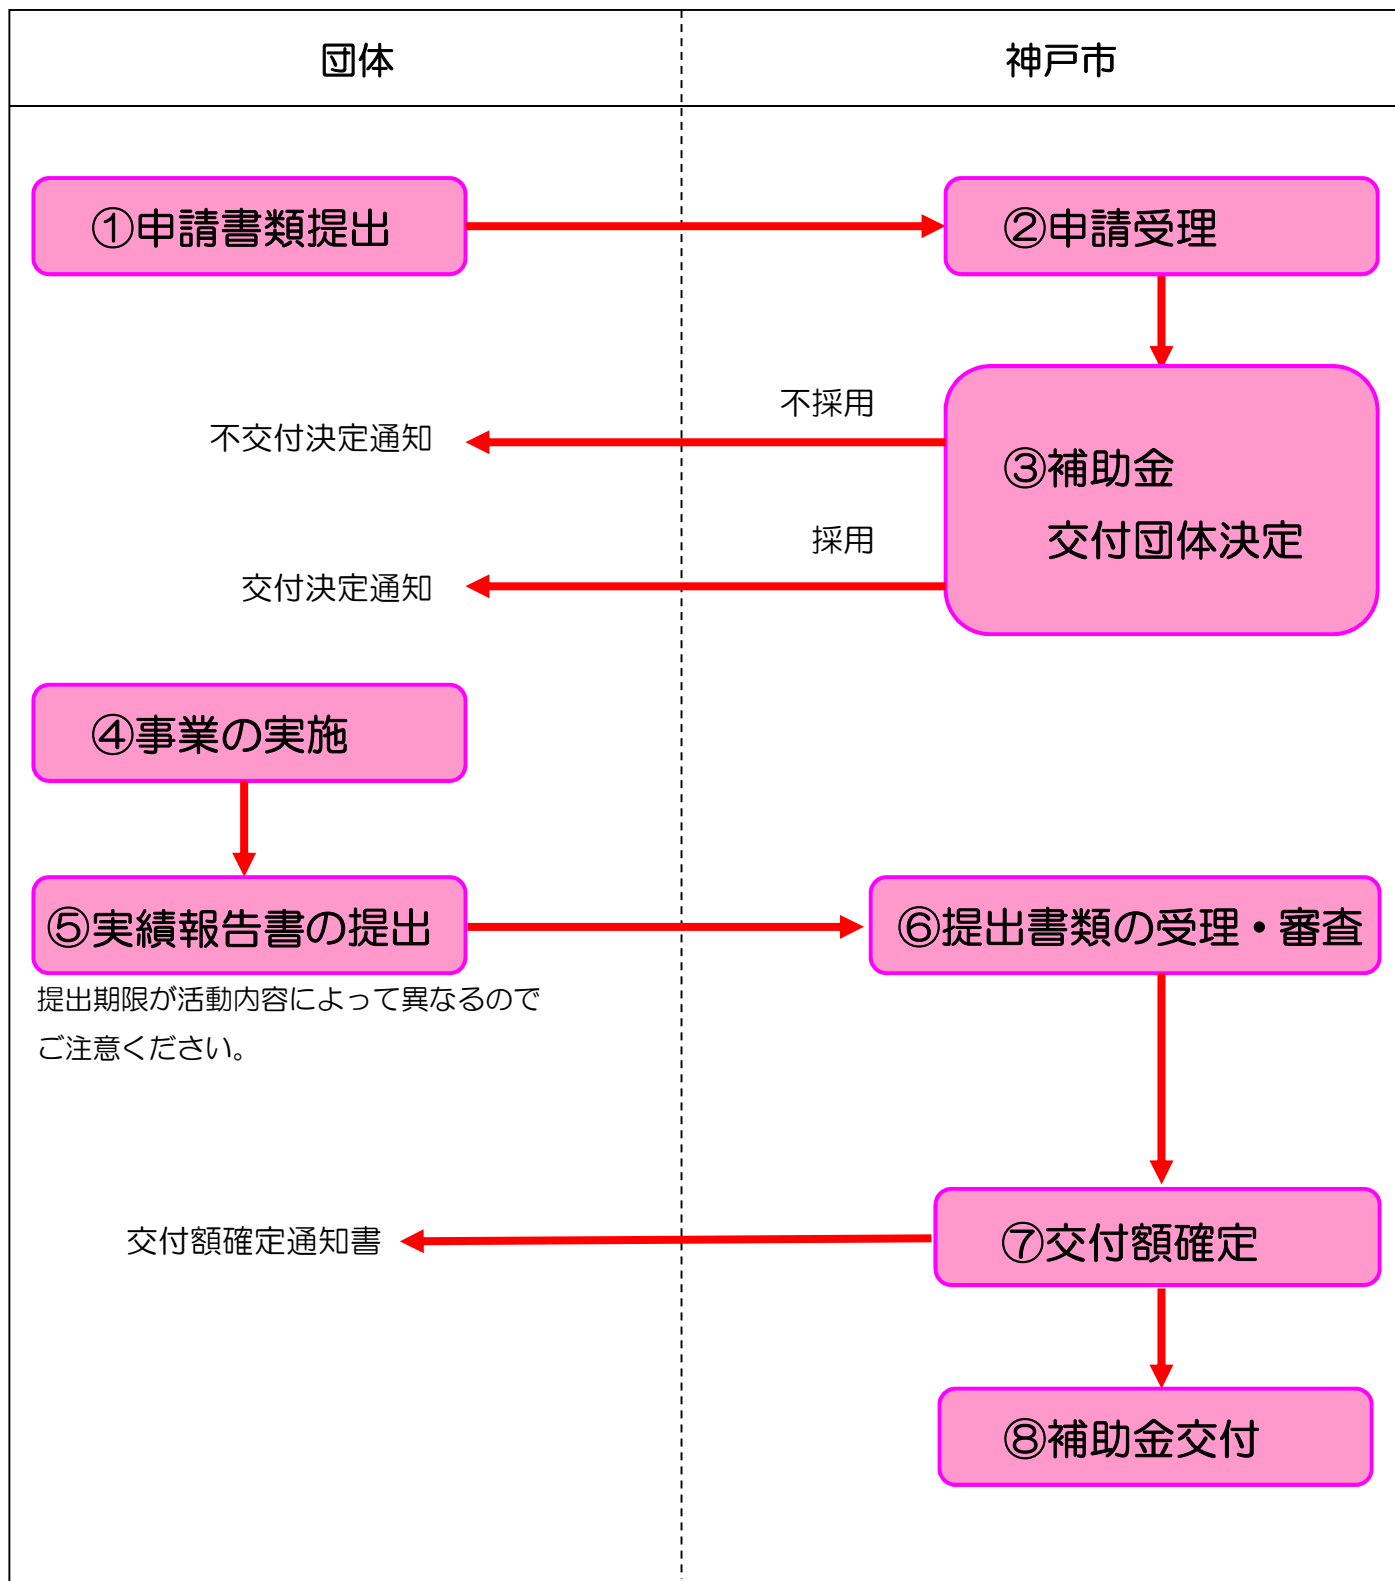 団体
神戸市
①申請書類提出
②申請受理
不採用
不交付決定通知
③補助金
交付団体決定
採用
交付決定通知
④事業の実施
⑤実績報告書の提出
⑥提出書類の受理・審査
提出期限が活動内容によって異なるので
ご注意ください。
交付額確定通知書
⑦交付額確定
⑧補助金交付